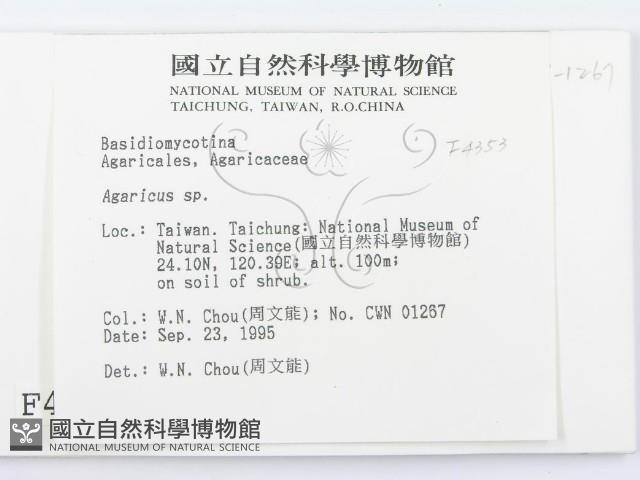 國立自然科學博物館
NATIONAL MUSEUM OF NATURAL SCIENCE
TAICHUNG, TAIWAN, R.O.CHINA
-1267
Basidiomycotina
F4353
Agaricales, Agaricaceae
Agaricus sp.
Loc.: Taiwan. Taichung: National Museum of
Natural Science(國立自然科學博物館)
24.10N, 120.39E; alt. 100m;
on soil of shrub.
Col.: W.N. Chou(周文能); No. CWN 01267
Date: Sep. 23, 1995
Det.: W.N. Chou(周文能)
F4
國立自然科學博物館
NATIONAL MUSEUM OF NATURAL SCIENCE